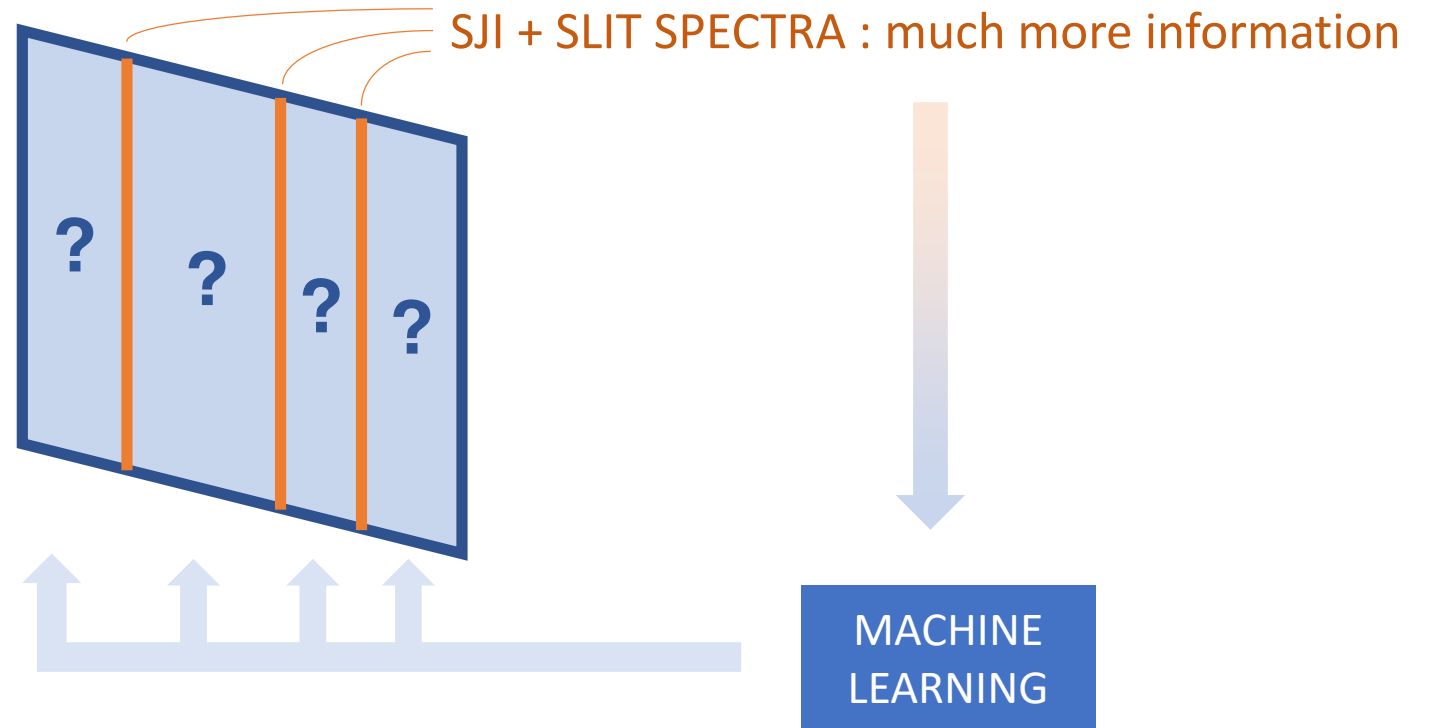 SJI + SLIT SPECTRA : much more information
?
?
?
?
MACHINE
LEARNING